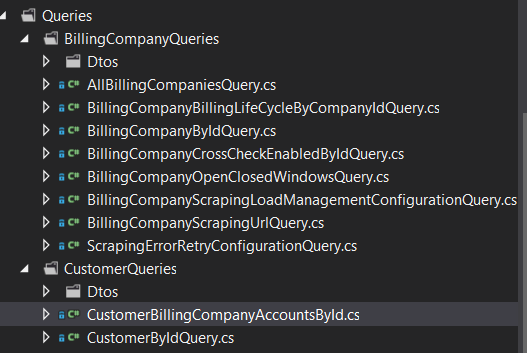 Queries
BillingCompanyQueries
Dtos
C# AllBillingCompaniesQuery.cs
C# BillingCompanyBillingLifeCycleByCompanyIdQuery.cs
C# BillingCompanyByIdQuery.cs
C# BillingCompanyCrossCheckEnabledByIdQuery.cs
C# BillingCompanyOpenClosedWindowsQuery.cs
C# BillingCompanyScrapingLoadManagementConfigurationQuery.cs
C# BillingCompanyScrapingUrlQuery.cs
C# ScrapingErrorRetryConfigurationQuery.cs
CustomerQueries
Dtos
C# CustomerBillingCompanyAccountsById.cs
C# CustomerByIdQuery.cs